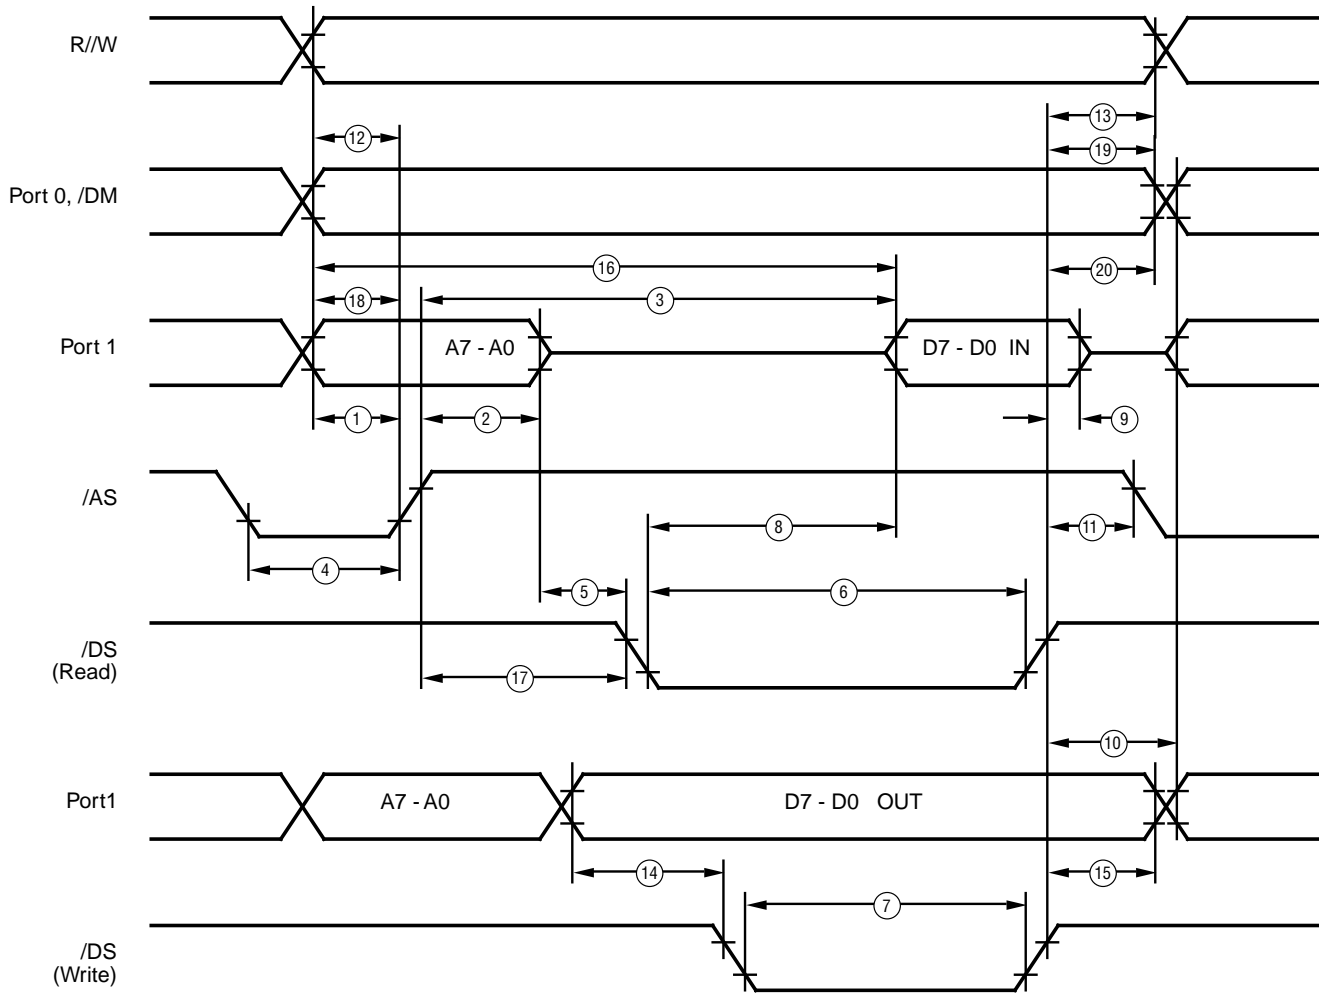 R//W
13
12
19
Port 0, /DM
16
20
18
3
Port 1
A7 - A0
D7 - D0 IN
1
2
9
/AS
8
11
4
5
6
/DS
(Read)
17
10
Port1
A7 - A0
D7 - D0 OUT
14
15
7
/DS
(Write)